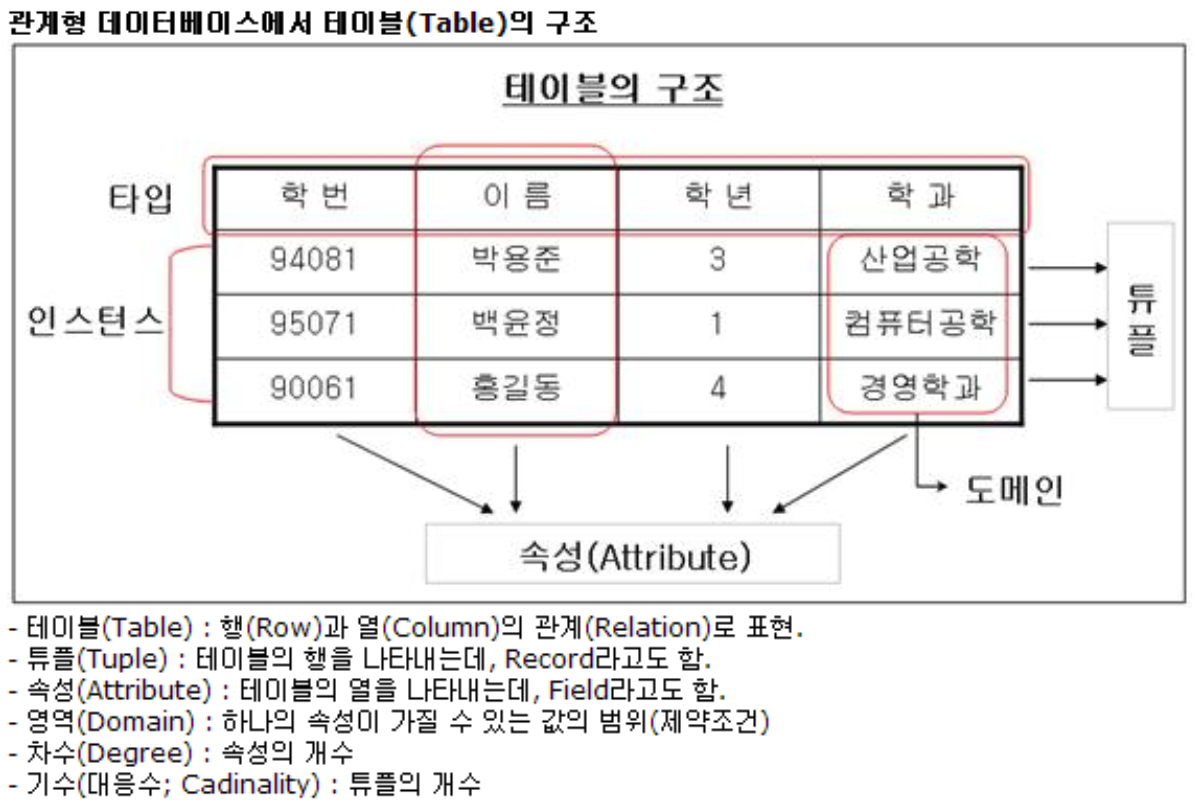 관계형 데이터베이스에서 테이블(Table)의 구조
테이블의 구조
타입 학 번 이 름 학 년 학 과
94081 박용준 3 산업공학
인스턴스 95071 백윤정 1 컴퓨터공학
90061 홍길동 4 경영학과
튜플
도메인
속성(Attribute)
- 테이블(Table) : 행(Row)과 열(Column)의 관계(Relation)로 표현.
- 튜플(Tuple) : 테이블의 행을 나타내는데, Record라고도 함.
- 속성(Attribute) : 테이블의 열을 나타내는데, Field라고도 함.
- 영역(Domain) : 하나의 속성이 가질 수 있는 값의 범위(제약조건)
- 차수(Degree) : 속성의 개수
- 기수(대응수; Cadinality) : 튜플의 개수